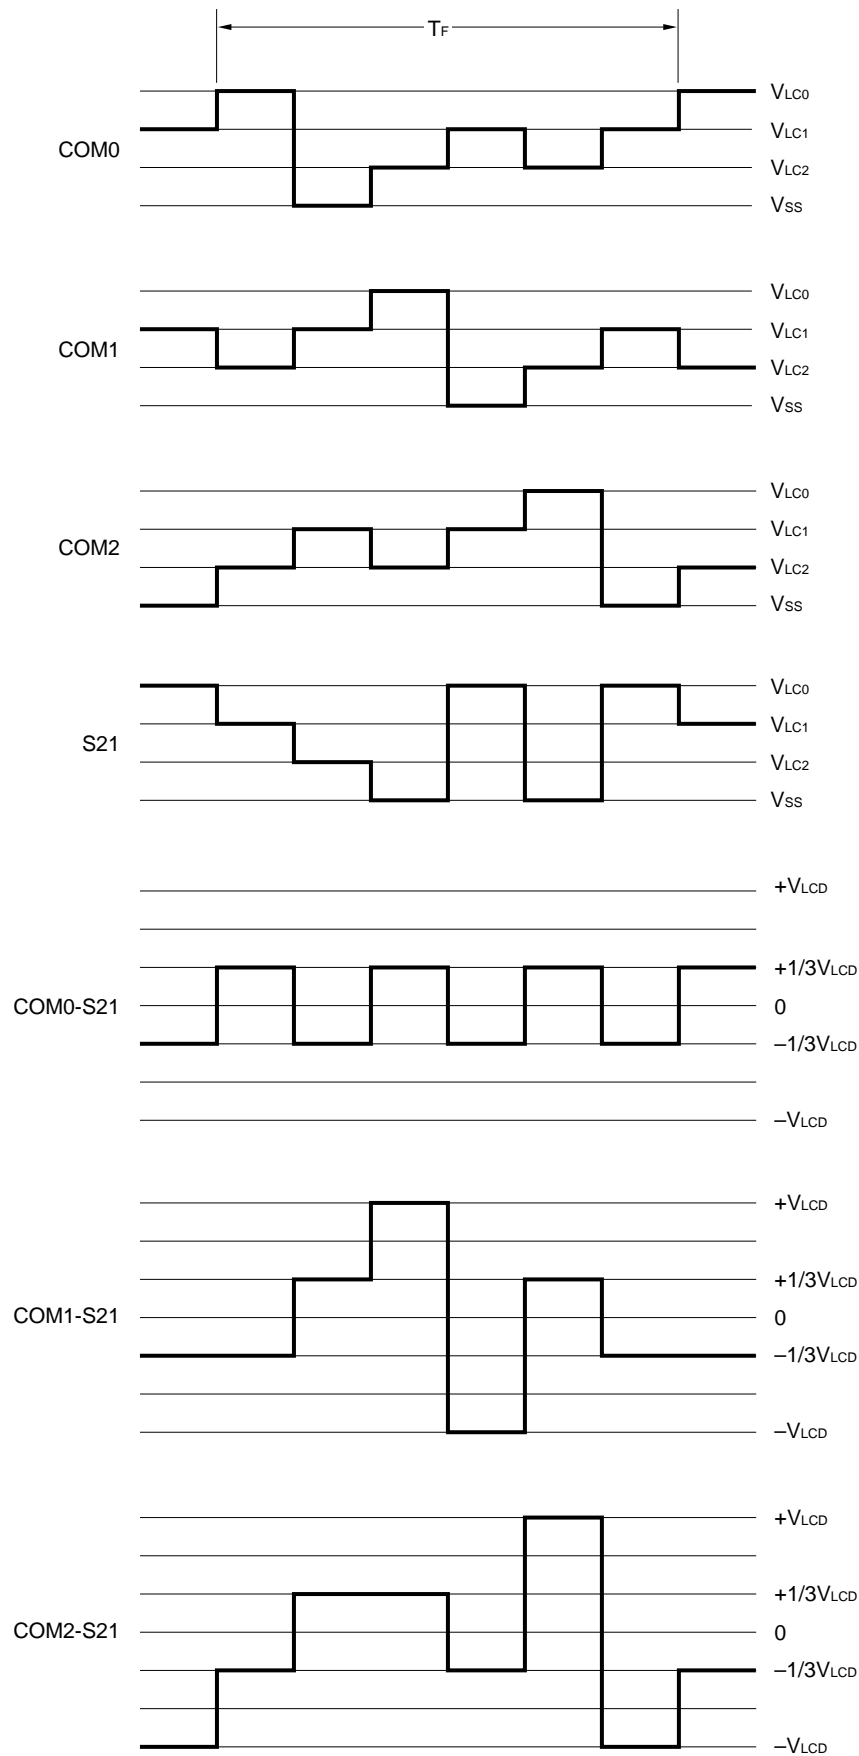 TF
VLC0
VLC1
COM0
VLC2
VSS
VLC0
VLC1
COM1
VLC2
VSS
VLC0
VLC1
COM2
VLC2
VSS
VLC0
VLC1
S21
VLC2
VSS
+VLCD
+1/3VLCD
COM0-S21
0
–1/3VLCD
–VLCD
+VLCD
+1/3VLCD
COM1-S21
0
–1/3VLCD
–VLCD
+VLCD
+1/3VLCD
COM2-S21
0
–1/3VLCD
–VLCD